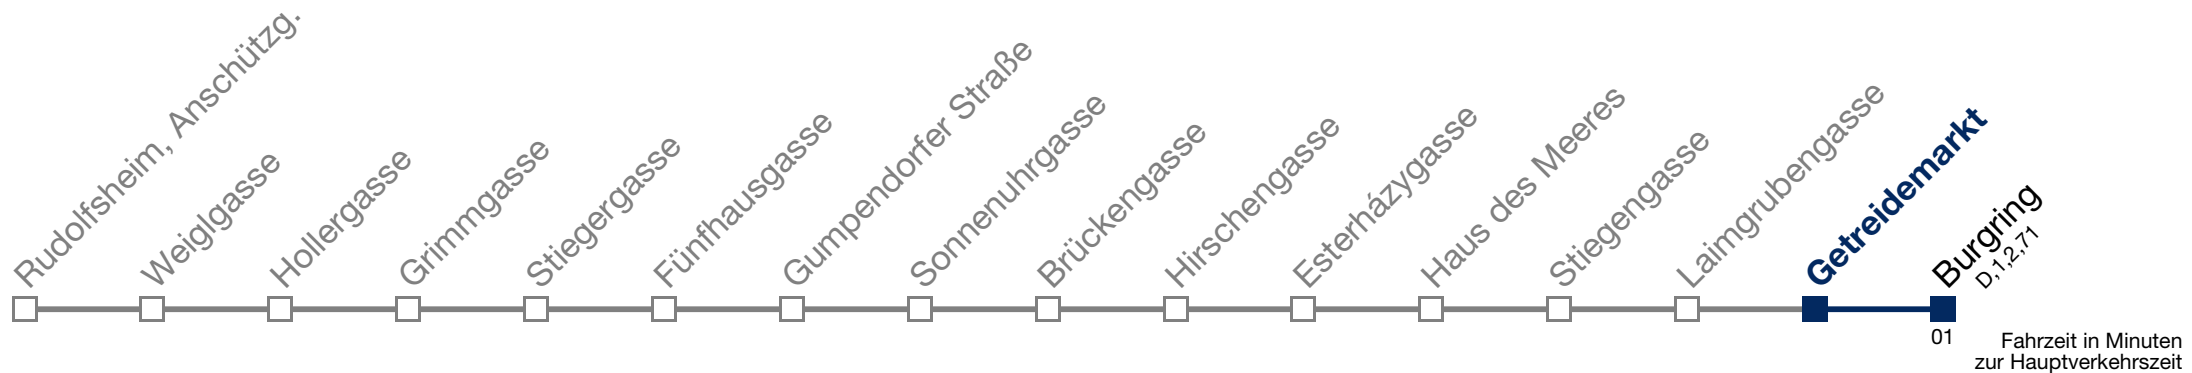 Rudolfsheim, Anschützg.
Weiglgasse
Hollergasse
Grimmgasse
Stiegergasse
Fünfhausgasse
Gumpendorfer Straße
Sonnenuhrgasse
Brückengasse
Hirschengasse
Esterházygasse
Haus des Meeres
Stiegengasse
Laimgrubengasse
Getreidemarkt
Burgring
D,1,2,71
01
Fahrzeit in Minuten
zur Hauptverkehrszeit